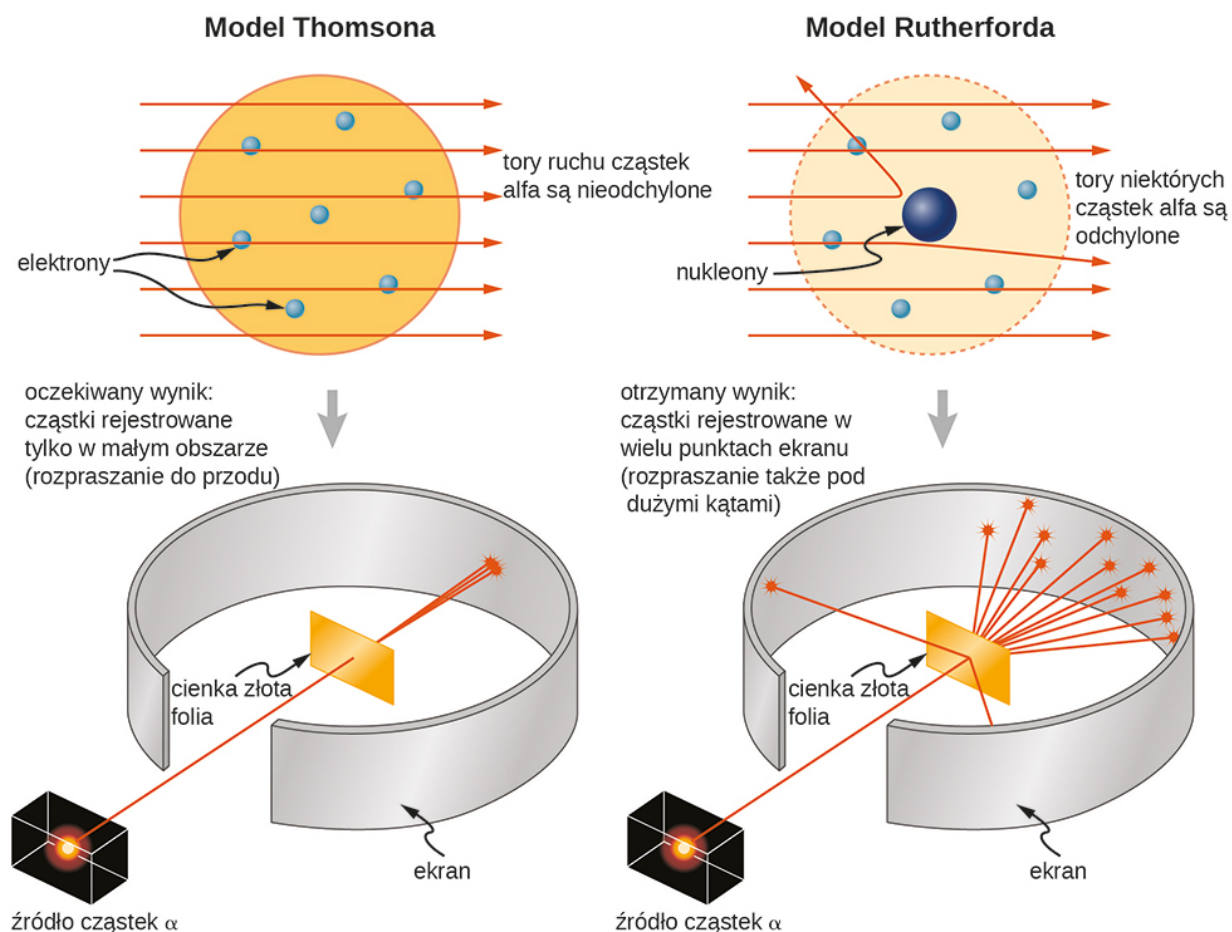 Model Thomsona
elektrony
tory ruchu cząstek
alfa są nieodchylone
oczekiwany wynik:
cząstki rejestrowane
tylko w małym obszarze
(rozpraszanie do przodu)
cienka złota
folia
ekran
źródło cząstek α
Model Rutherforda
nukleony
tory niektórych
cząstek alfa są
odchylone
otrzymany wynik:
cząstki rejestrowane w
wielu punktach ekranu
(rozpraszanie także pod
dużymi kątami)
cienka złota
folia
ekran
źródło cząstek α